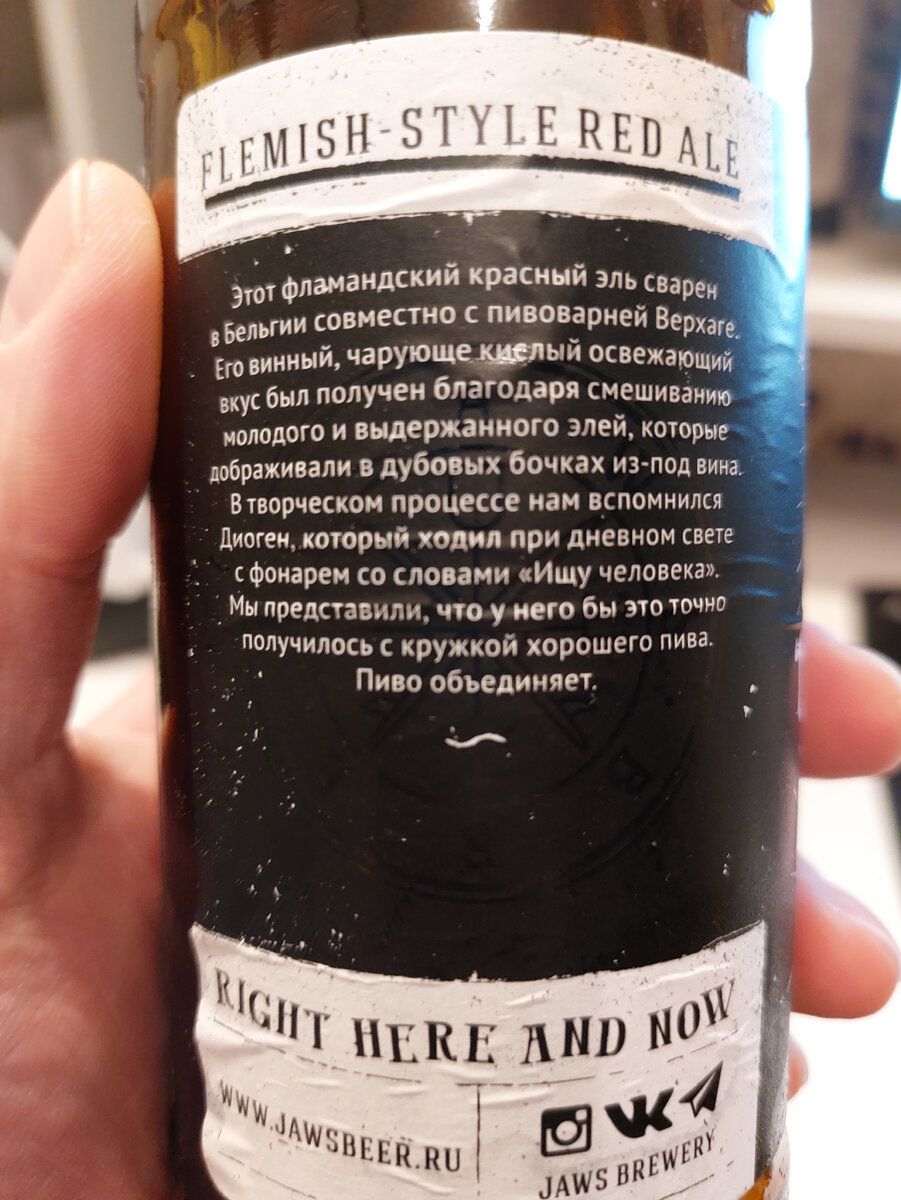 FLEMISH-STYLE RED ALE
Этот фламандский красный эль сварен
в Бельгии совместно с пивоварней Верхаге.
Его винный, чарующе кислый освежающий
вкус был получен благодаря смешиванию
молодого и выдержанного элей, которые
дображивали в дубовых бочках из-под вина.
В творческом процессе нам вспомнился
Диоген, который ходил при дневном свете
с фонарем со словами «Ищу человека».
Мы представили, что у него бы это точно
получилось с кружкой хорошего пива.
Пиво объединяет.
RIGHT HERE AND NOW
WWW.JAWSBEER.RU
JAWS BREWERY